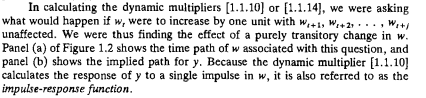 In calculating the dynamic multipliers [1.1.10] or [1.1.14], we were asking
what would happen if wₜ were to increase by one unit with wₜ₊₁, wₜ₊₂, . . . , wₜ₊ⱼ
unaffected. We were thus finding the effect of a purely transitory change in w.
Panel (a) of Figure 1.2 shows the time path of w associated with this question, and
panel (b) shows the implied path for y. Because the dynamic multiplier [1.1.10]
calculates the response of y to a single impulse in w, it is also referred to as the
impulse-response function.